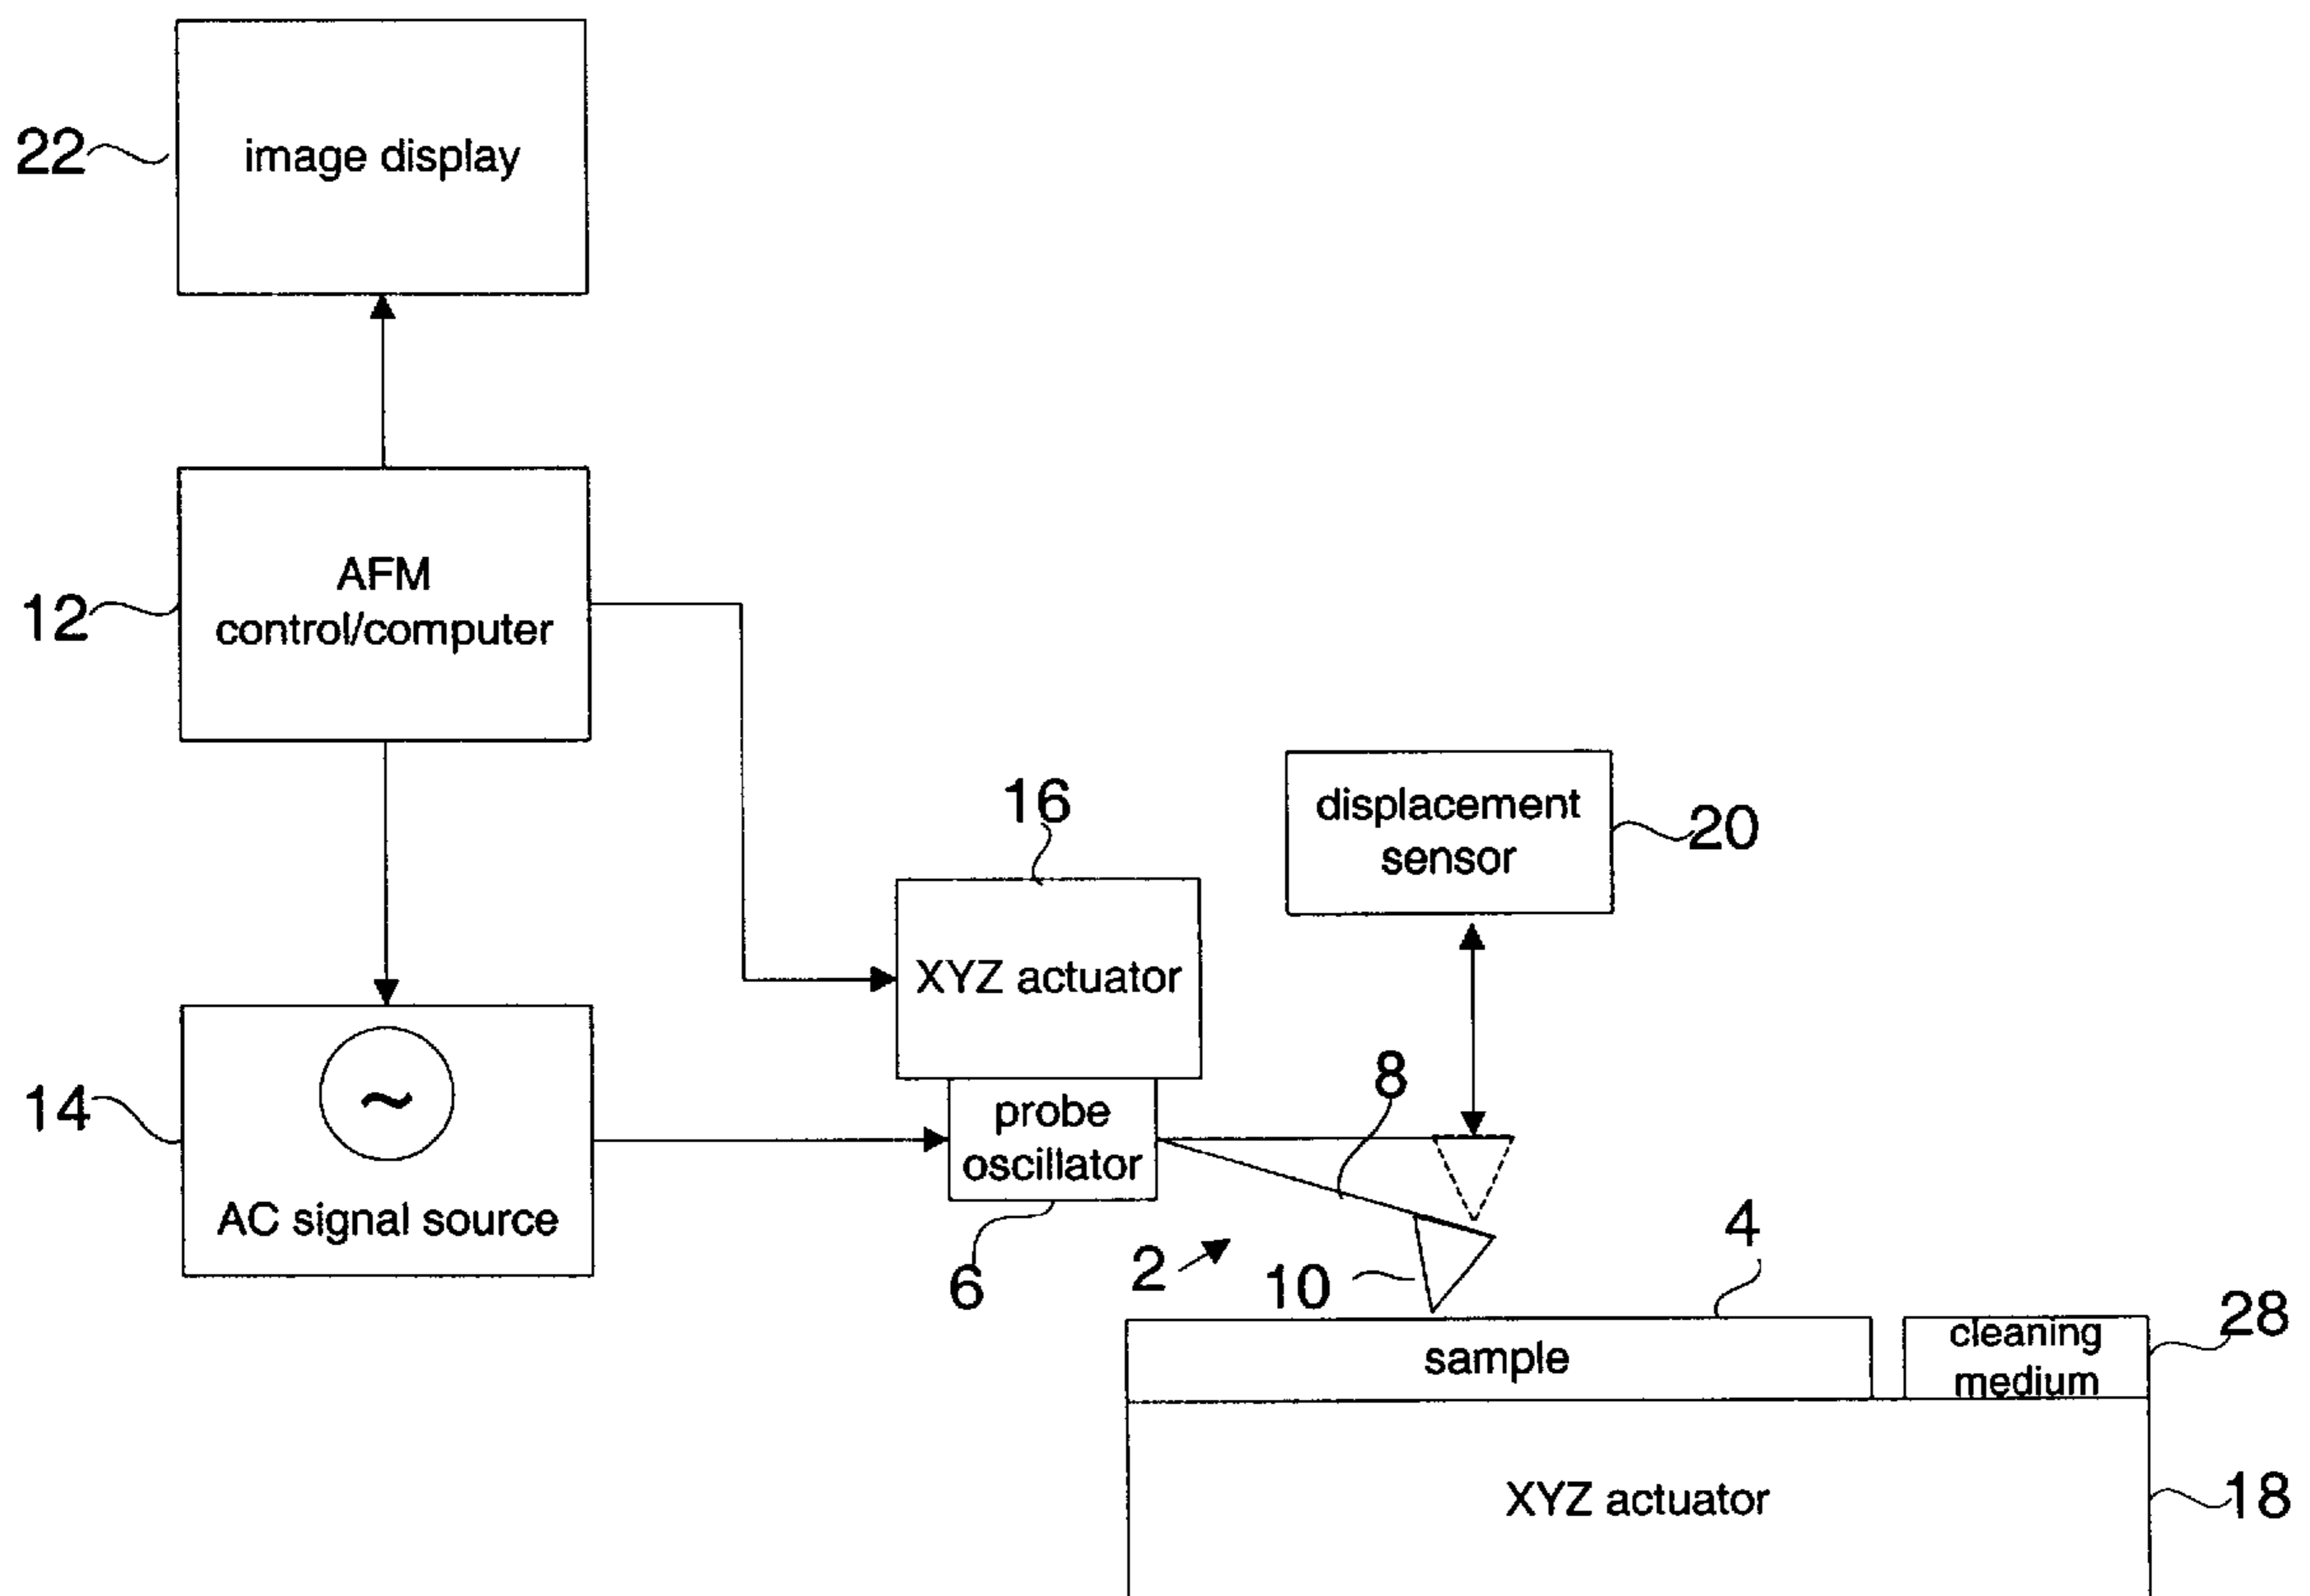 22
image display
12
AFM
control/computer
16
displacement
sensor
20
XYZ actuator
8
14
~
probe
oscillator
AC signal source
6
2
10
4
28
sample
cleaning
medium
XYZ actuator
18